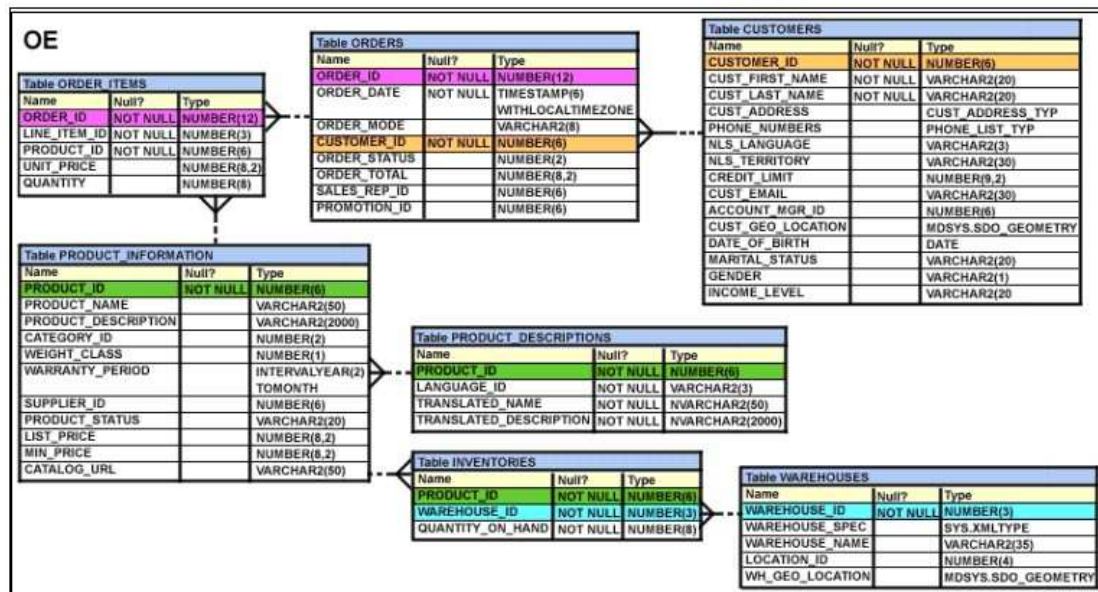 OE
Table ORDER_ITEMS
Name Null? Type
ORDER_ID NOT NULL NUMBER(12)
LINE_ITEM_ID NOT NULL NUMBER(3)
PRODUCT_ID NOT NULL NUMBER(6)
UNIT_PRICE NUMBER(8,2)
QUANTITY NUMBER(8)
Table ORDERS
Name Null? Type
ORDER_ID NOT NULL NUMBER(12)
ORDER_DATE NOT NULL TIMESTAMP(6)
WITHLOCALTIMEZONE
ORDER_MODE VARCHAR2(8)
CUSTOMER_ID NOT NULL NUMBER(6)
ORDER_STATUS NUMBER(2)
ORDER_TOTAL NUMBER(8,2)
SALES_REP_ID NUMBER(6)
PROMOTION_ID NUMBER(6)
Table CUSTOMERS
Name Null? Type
CUSTOMER_ID NOT NULL NUMBER(6)
CUST_FIRST_NAME NOT NULL VARCHAR2(20)
CUST_LAST_NAME NOT NULL VARCHAR2(20)
CUST_ADDRESS CUST_ADDRESS_TYP
PHONE_NUMBERS PHONE_LIST_TYP
NLS_LANGUAGE VARCHAR2(3)
NLS_TERRITORY VARCHAR2(30)
CREDIT_LIMIT NUMBER(9,2)
CUST_EMAIL VARCHAR2(30)
ACCOUNT_MGR_ID NUMBER(6)
CUST_GEO_LOCATION MDSYS.SDO_GEOMETRY
DATE_OF_BIRTH DATE
MARITAL_STATUS VARCHAR2(20)
GENDER VARCHAR2(1)
INCOME_LEVEL VARCHAR2(20
Table PRODUCT_INFORMATION
Name Null? Type
PRODUCT_ID NOT NULL NUMBER(6)
PRODUCT_NAME VARCHAR2(50)
PRODUCT_DESCRIPTION VARCHAR2(2000)
CATEGORY_ID NUMBER(2)
WEIGHT_CLASS NUMBER(1)
WARRANTY_PERIOD INTERVALYEAR(2)
TOMONTH
SUPPLIER_ID NUMBER(6)
PRODUCT_STATUS VARCHAR2(20)
LIST_PRICE NUMBER(8,2)
MIN_PRICE NUMBER(8,2)
CATALOG_URL VARCHAR2(50)
Table PRODUCT_DESCRIPTIONS
Name Null? Type
PRODUCT_ID NOT NULL NUMBER(6)
LANGUAGE_ID NOT NULL VARCHAR2(3)
TRANSLATED_NAME NOT NULL NVARCHAR2(50)
TRANSLATED_DESCRIPTION NOT NULL NVARCHAR2(2000)
Table INVENTORIES
Name Null? Type
PRODUCT_ID NOT NULL NUMBER(6)
WAREHOUSE_ID NOT NULL NUMBER(3)
QUANTITY_ON_HAND NOT NULL NUMBER(8)
Table WAREHOUSES
Name Null? Type
WAREHOUSE_ID NOT NULL NUMBER(3)
WAREHOUSE_SPEC SYS.XMLTYPE
WAREHOUSE_NAME VARCHAR2(35)
LOCATION_ID NUMBER(4)
WH_GEO_LOCATION MDSYS.SDO_GEOMETRY